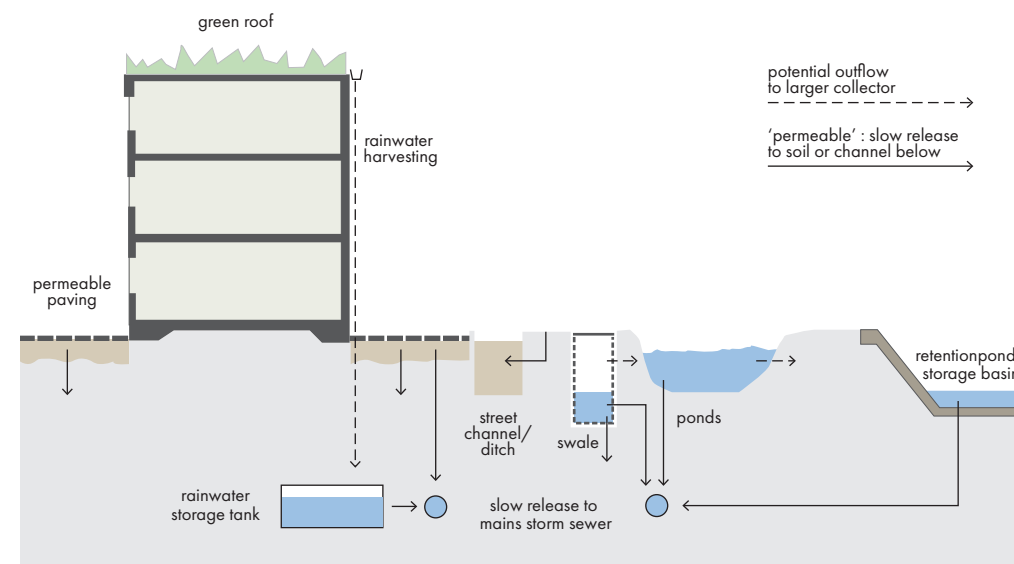 green roof
potential outflow
to larger collector
'permeable' : slow release
to soil or channel below
rainwater
harvesting
permeable
paving
retentionpond
storage basin
street
channel/
ditch
swale
ponds
rainwater
storage tank
slow release to
mains storm sewer